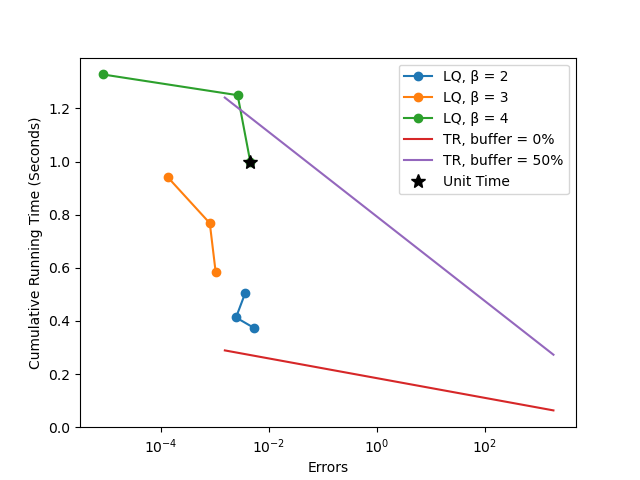 LQ, β = 2
LQ, β = 3
LQ, β = 4
TR, buffer = 0%
TR, buffer = 50%
Unit Time
Cumulative Running Time (Seconds)
1.2
1.0
0.8
0.6
0.4
0.2
0.0
10⁻⁴ 10⁻² 10⁰ 10²
Errors